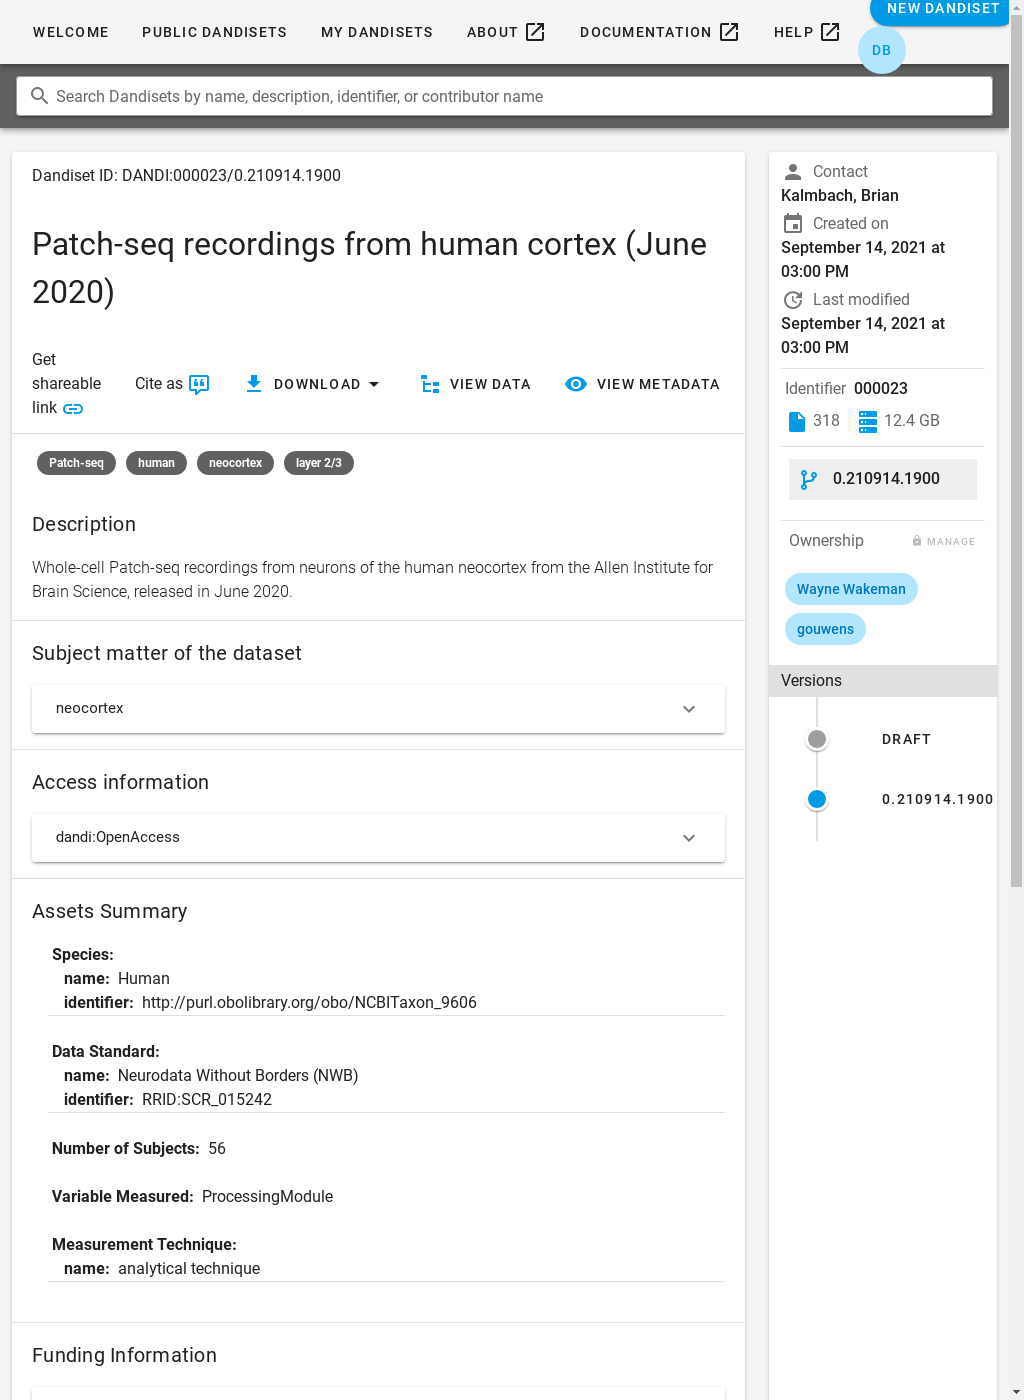 WELCOME
PUBLIC DANDISETS
MY DANDISETS
ABOUT
DOCUMENTATION
HELP
NEW DANDISET
DB
Search Dandisets by name, description, identifier, or contributor name
Dandiset ID: DANDI:000023/0.210914.1900
Patch-seq recordings from human cortex (June
2020)
Get
shareable
link
Cite as
DOWNLOAD
VIEW DATA
VIEW METADATA
Patch-seq
human
neocortex
layer 2/3
Description
Whole-cell Patch-seq recordings from neurons of the human neocortex from the Allen Institute for
Brain Science, released in June 2020.
Subject matter of the dataset
neocortex
Access information
dandi:OpenAccess
Assets Summary
Species:
name: Human
identifier: http://purl.obolibrary.org/obo/NCBITaxon_9606
Data Standard:
name: Neurodata Without Borders (NWB)
identifier: RRID:SCR_015242
Number of Subjects: 56
Variable Measured: ProcessingModule
Measurement Technique:
name: analytical technique
Funding Information
Contact
Kalmbach, Brian
Created on
September 14, 2021 at
03:00 PM
Last modified
September 14, 2021 at
03:00 PM
Identifier 000023
318
12.4 GB
0.210914.1900
Ownership
MANAGE
Wayne Wakeman
gouwens
Versions
DRAFT
0.210914.1900